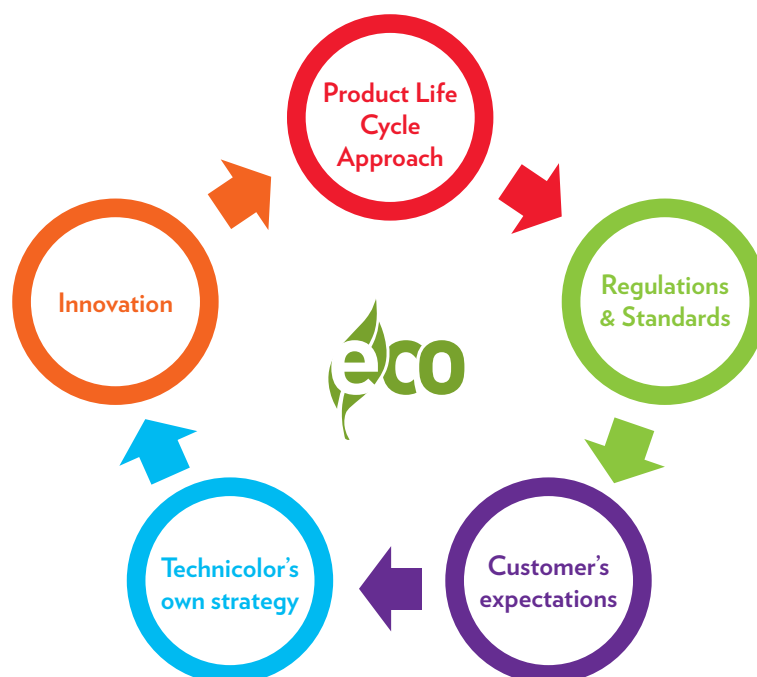 Product Life
Cycle
Approach
Regulations
& Standards
Innovation
eco
Customer's
expectations
Technicolor's
own strategy